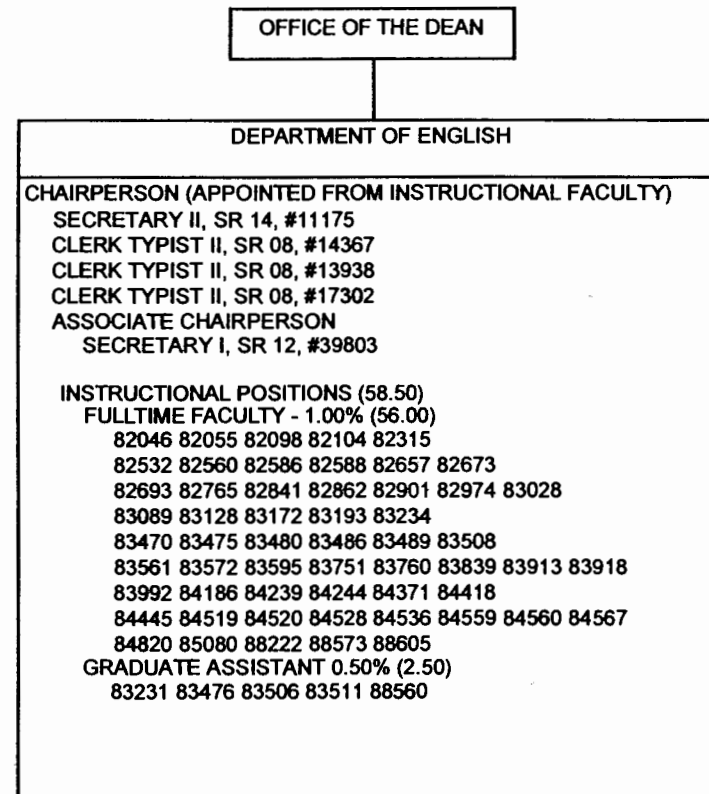 OFFICE OF THE DEAN
DEPARTMENT OF ENGLISH
CHAIRPERSON (APPOINTED FROM INSTRUCTIONAL FACULTY)
SECRETARY II, SR 14, #11175
CLERK TYPIST II, SR 08, #14367
CLERK TYPIST II, SR 08, #13938
CLERK TYPIST II, SR 08, #17302
ASSOCIATE CHAIRPERSON
SECRETARY I, SR 12, #39803
INSTRUCTIONAL POSITIONS (58.50)
FULLTIME FACULTY - 1.00% (56.00)
82046 82055 82098 82104 82315
82532 82560 82586 82588 82657 82673
82693 82765 82841 82862 82901 82974 83028
83089 83128 83172 83193 83234
83470 83475 83480 83486 83489 83508
83561 83572 83595 83751 83760 83839 83913 83918
83992 84186 84239 84244 84371 84418
84445 84519 84520 84528 84536 84559 84560 84567
84820 85080 88222 88573 88605
GRADUATE ASSISTANT 0.50% (2.50)
83231 83476 83506 83511 88560